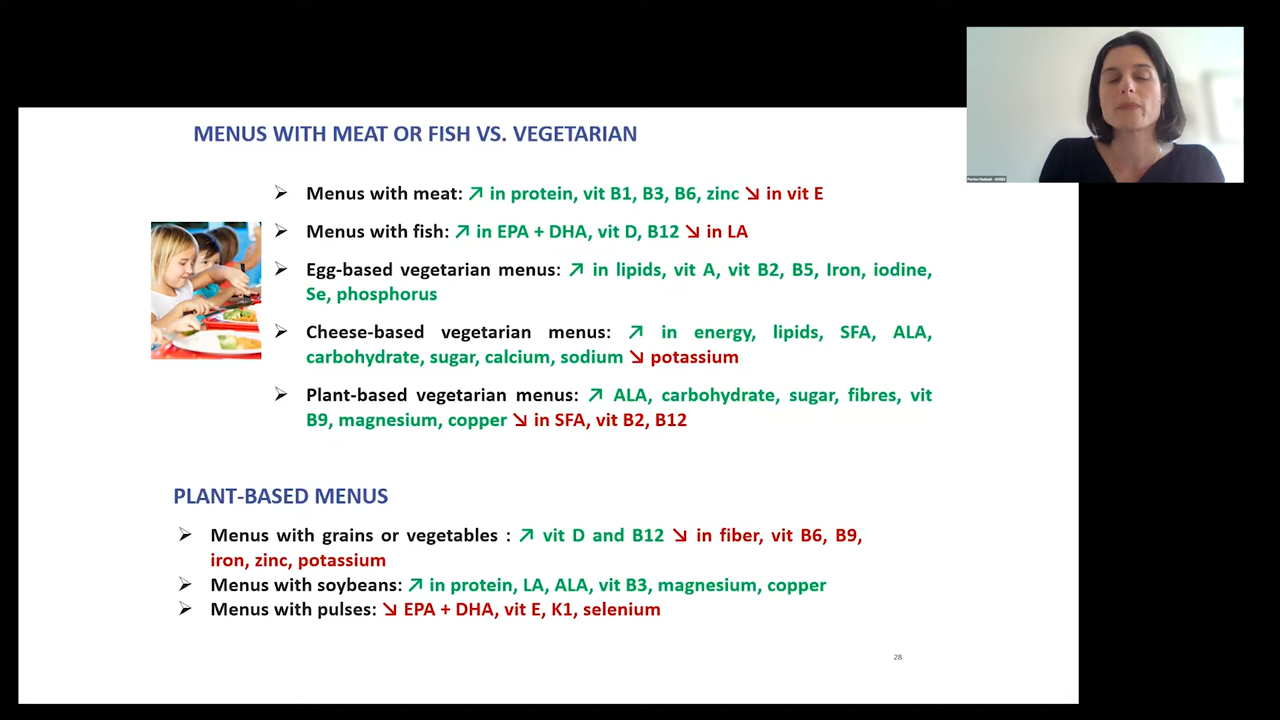 MENUS WITH MEAT OR FISH VS. VEGETARIAN
➢ Menus with meat: ↗ in protein, vit B1, B3, B6, zinc ↘ in vit E
➢ Menus with fish: ↗ in EPA + DHA, vit D, B12 ↘ in LA
➢ Egg-based vegetarian menus: ↗ in lipids, vit A, vit B2, B5, Iron, iodine,
Se, phosphorus
➢ Cheese-based vegetarian menus: ↗ in energy, lipids, SFA, ALA,
carbohydrate, sugar, calcium, sodium ↘ potassium
➢ Plant-based vegetarian menus: ↗ ALA, carbohydrate, sugar, fibres, vit
B9, magnesium, copper ↘ in SFA, vit B2, B12
PLANT-BASED MENUS
➢ Menus with grains or vegetables : ↗ vit D and B12 ↘ in fiber, vit B6, B9,
iron, zinc, potassium
➢ Menus with soybeans: ↗ in protein, LA, ALA, vit B3, magnesium, copper
➢ Menus with pulses: ↘ EPA + DHA, vit E, K1, selenium
28